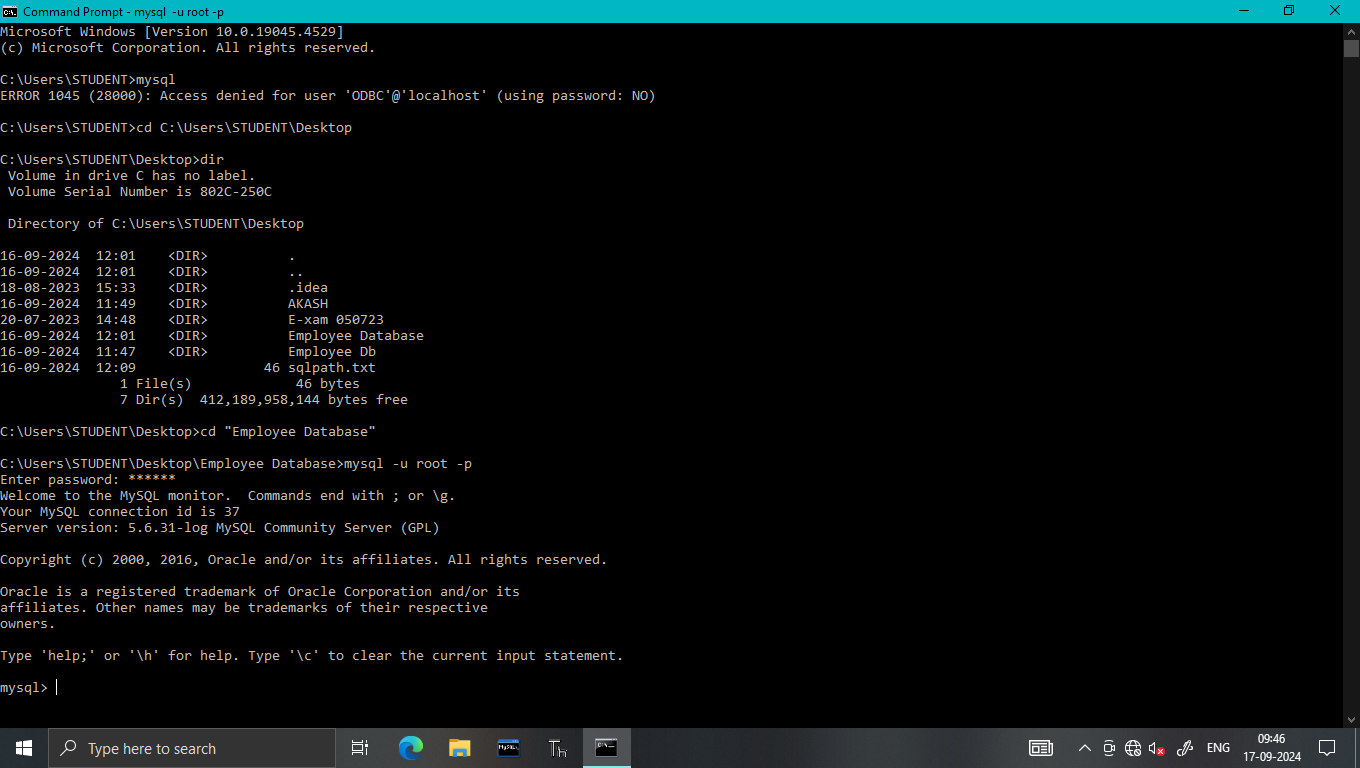 Command Prompt - mysql -u root -p
Microsoft Windows [Version 10.0.19045.4529]
(c) Microsoft Corporation. All rights reserved.
C:\Users\STUDENT>mysql
ERROR 1045 (28000): Access denied for user 'ODBC'@'localhost' (using password: NO)
C:\Users\STUDENT>cd C:\Users\STUDENT\Desktop
C:\Users\STUDENT\Desktop>dir
 Volume in drive C has no label.
 Volume Serial Number is 802C-250C
 Directory of C:\Users\STUDENT\Desktop
16-09-2024  12:01    <DIR>          .
16-09-2024  12:01    <DIR>          ..
18-08-2023  15:33    <DIR>          .idea
16-09-2024  11:49    <DIR>          AKASH
20-07-2023  14:48    <DIR>          E-xam 050723
16-09-2024  12:01    <DIR>          Employee Database
16-09-2024  11:47    <DIR>          Employee Db
16-09-2024  12:09                46 sqlpath.txt
               1 File(s)             46 bytes
               7 Dir(s)  412,189,958,144 bytes free
C:\Users\STUDENT\Desktop>cd "Employee Database"
C:\Users\STUDENT\Desktop\Employee Database>mysql -u root -p
Enter password: ******
Welcome to the MySQL monitor.  Commands end with ; or \g.
Your MySQL connection id is 37
Server version: 5.6.31-log MySQL Community Server (GPL)
Copyright (c) 2000, 2016, Oracle and/or its affiliates. All rights reserved.
Oracle is a registered trademark of Oracle Corporation and/or its
affiliates. Other names may be trademarks of their respective
owners.
Type 'help;' or '\h' for help. Type '\c' to clear the current input statement.
mysql>
Type here to search
MySQL
Th
C:\
ENG
09:46
17-09-2024